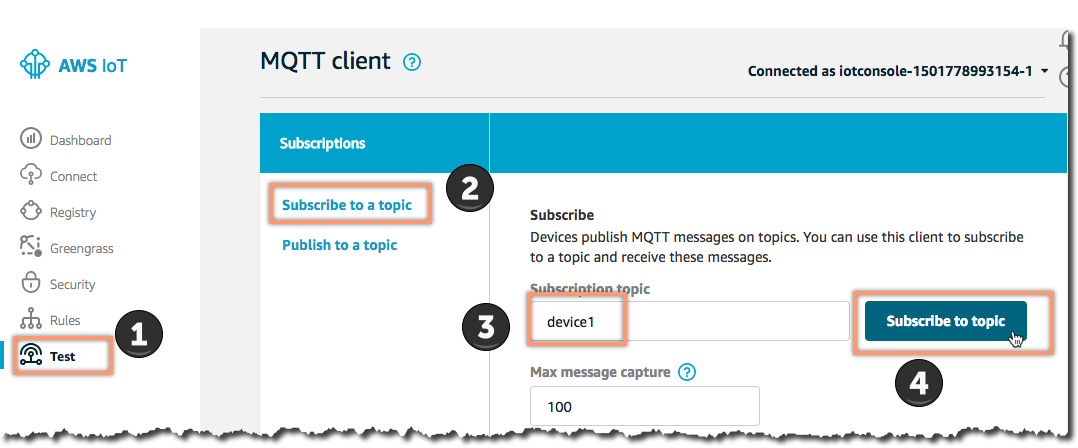 AWS IoT
MQTT client ?
Connected as iotconsole-1501778993154-1
Dashboard
Connect
Registry
Greengrass
Security
Rules
Test
1
Subscriptions
Subscribe to a topic
2
Publish to a topic
Subscribe
Devices publish MQTT messages on topics. You can use this client to subscribe
to a topic and receive these messages.
Subscription topic
3
device1
Subscribe to topic
4
Max message capture ?
100